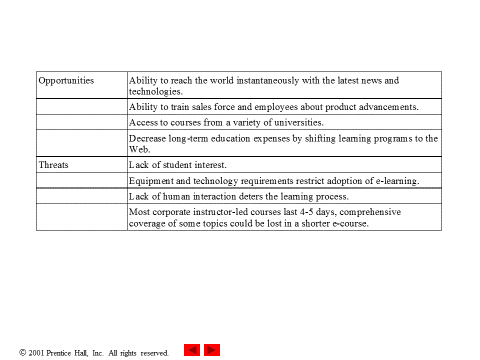 Opportunities
Ability to reach the world instantaneously with the latest news and
technologies.
Ability to train sales force and employees about product advancements.
Access to courses from a variety of universities.
Decrease long-term education expenses by shifting learning programs to the
Web.
Threats
Lack of student interest.
Equipment and technology requirements restrict adoption of e-learning.
Lack of human interaction deters the learning process.
Most corporate instructor-led courses last 4-5 days, comprehensive
coverage of some topics could be lost in a shorter e-course.
© 2001 Prentice Hall, Inc. All rights reserved.